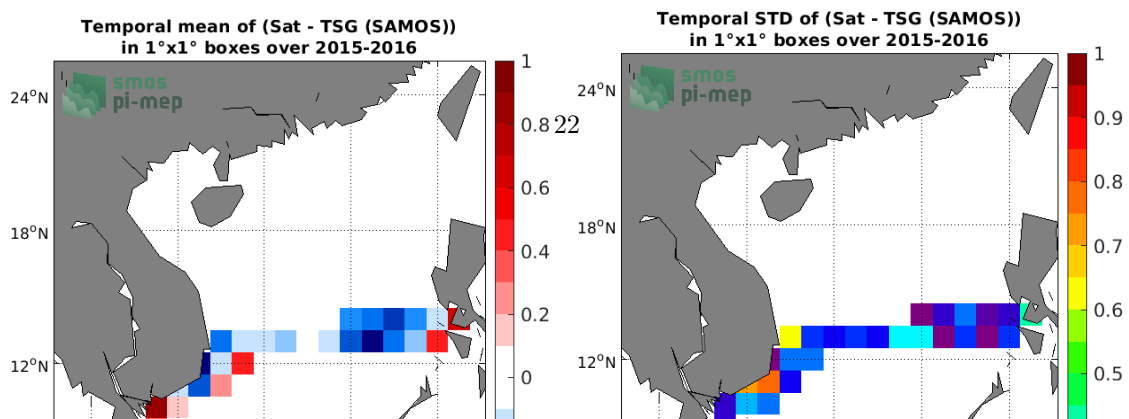 Temporal mean of (Sat - TSG (SAMOS))
in 1°x1° boxes over 2015-2016
smos
pi-mep
24°N
18°N
12°N
1
0.8
0.6
0.4
0.2
0
22
Temporal STD of (Sat - TSG (SAMOS))
in 1°x1° boxes over 2015-2016
smos
pi-mep
24°N
18°N
12°N
1
0.9
0.8
0.7
0.6
0.5